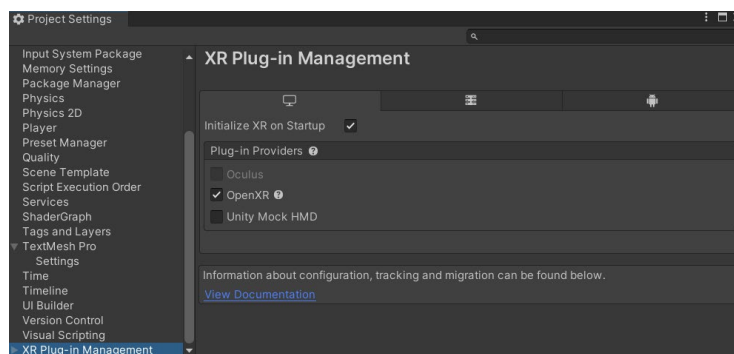 Project Settings
Input System Package
Memory Settings
Package Manager
Physics
Physics 2D
Player
Preset Manager
Quality
Scene Template
Script Execution Order
Services
ShaderGraph
Tags and Layers
TextMesh Pro
Settings
Time
Timeline
UI Builder
Version Control
Visual Scripting
XR Plug-in Management
XR Plug-in Management
Initialize XR on Startup
Plug-in Providers
Oculus
OpenXR
Unity Mock HMD
Information about configuration, tracking and migration can be found below.
View Documentation